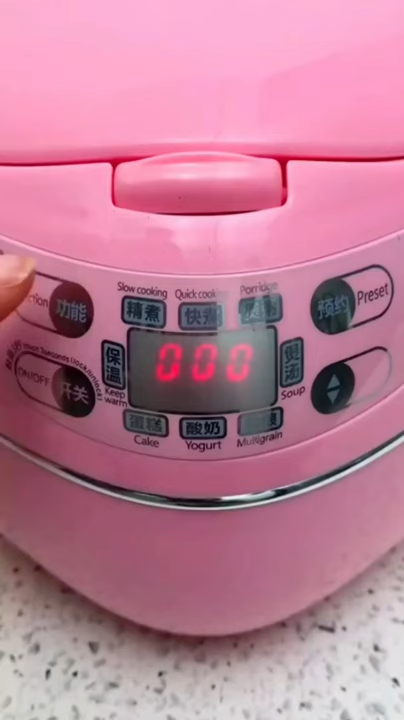 Slow cooking
Quick cooking
Porridge
精煮
快煮
功能
预约
Preset
保温
Keep warm
000
煲汤
Soup
ON/OFF
开关
蛋糕
Cake
酸奶
Yogurt
Multigrain